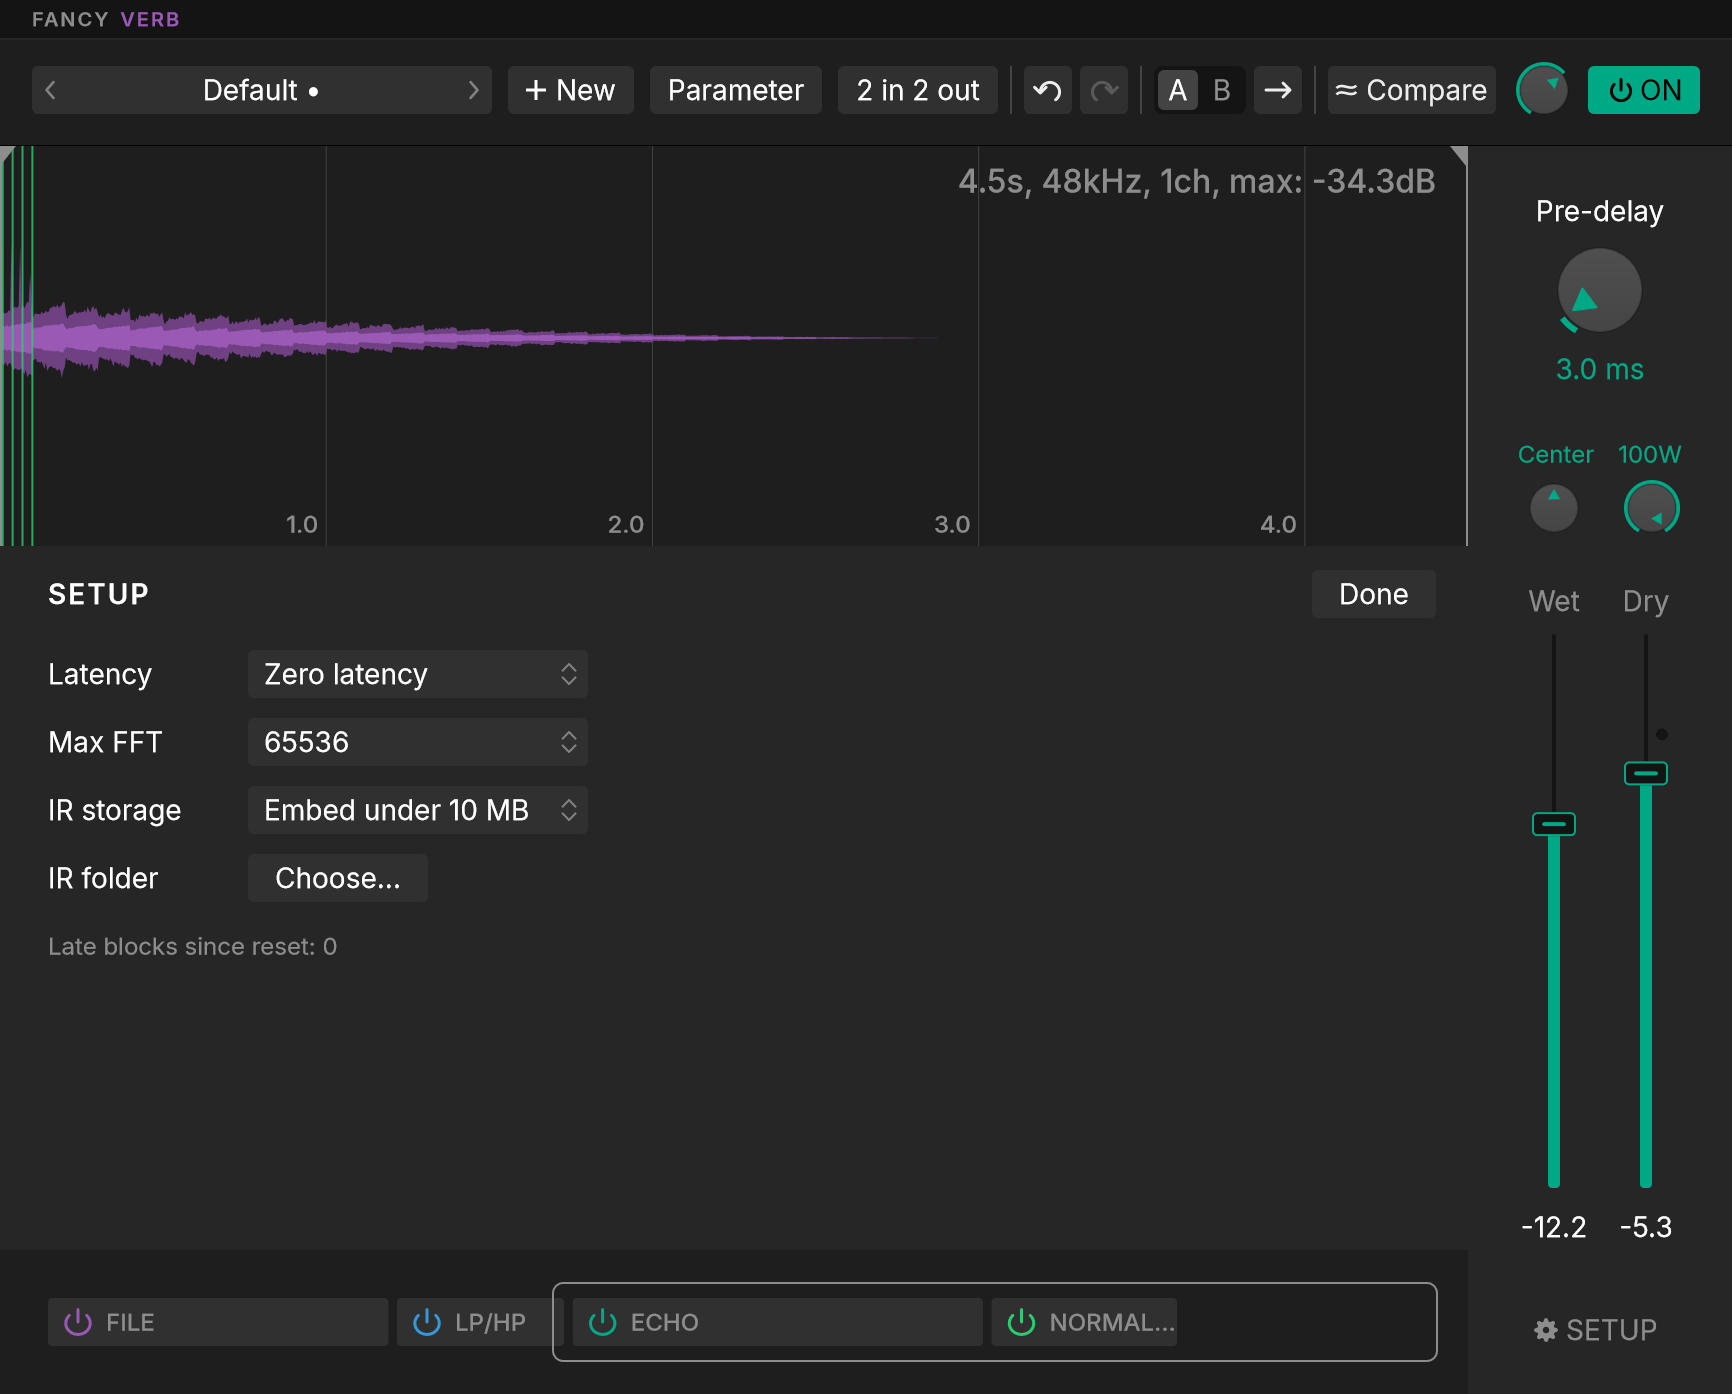 FANCY VERB
Default •
+ New
Parameter
2 in 2 out
A B
≈ Compare
ON
4.5s, 48kHz, 1ch, max: -34.3dB
1.0
2.0
3.0
4.0
Pre-delay
3.0 ms
Center 100W
Wet Dry
-12.2 -5.3
SETUP
Done
Latency Zero latency
Max FFT 65536
IR storage Embed under 10 MB
IR folder Choose...
Late blocks since reset: 0
FILE
LP/HP
ECHO
NORMAL...
SETUP